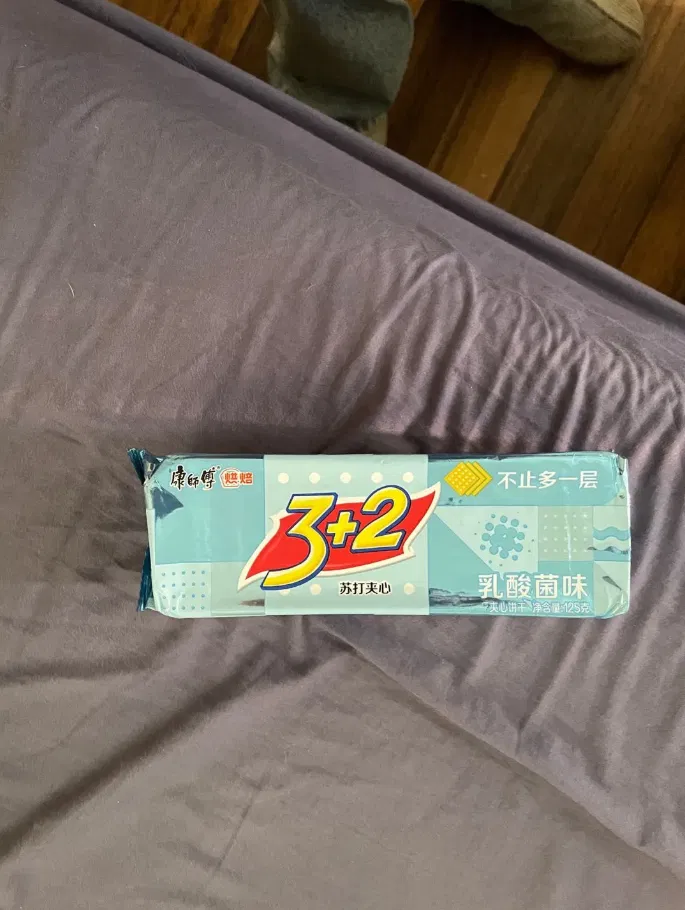 康師傅 烘焙
不止多一层
3+2
苏打夹心
乳酸菌味
夹心饼干 净含量:125克